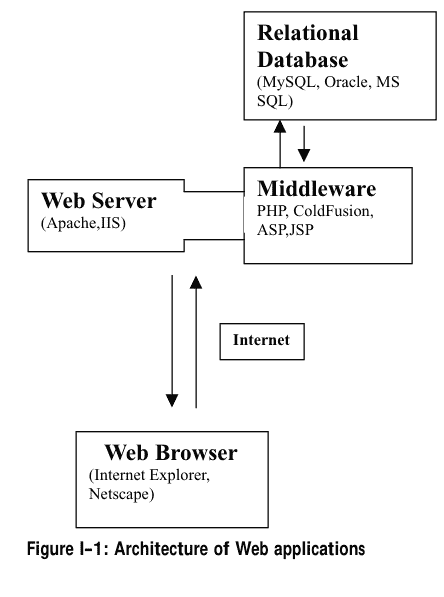 Relational
Database
(MySQL, Oracle, MS
SQL)
Web Server
(Apache,IIS)
Middleware
PHP, ColdFusion,
ASP,JSP
Internet
Web Browser
(Internet Explorer,
Netscape)
Figure I-1: Architecture of Web applications